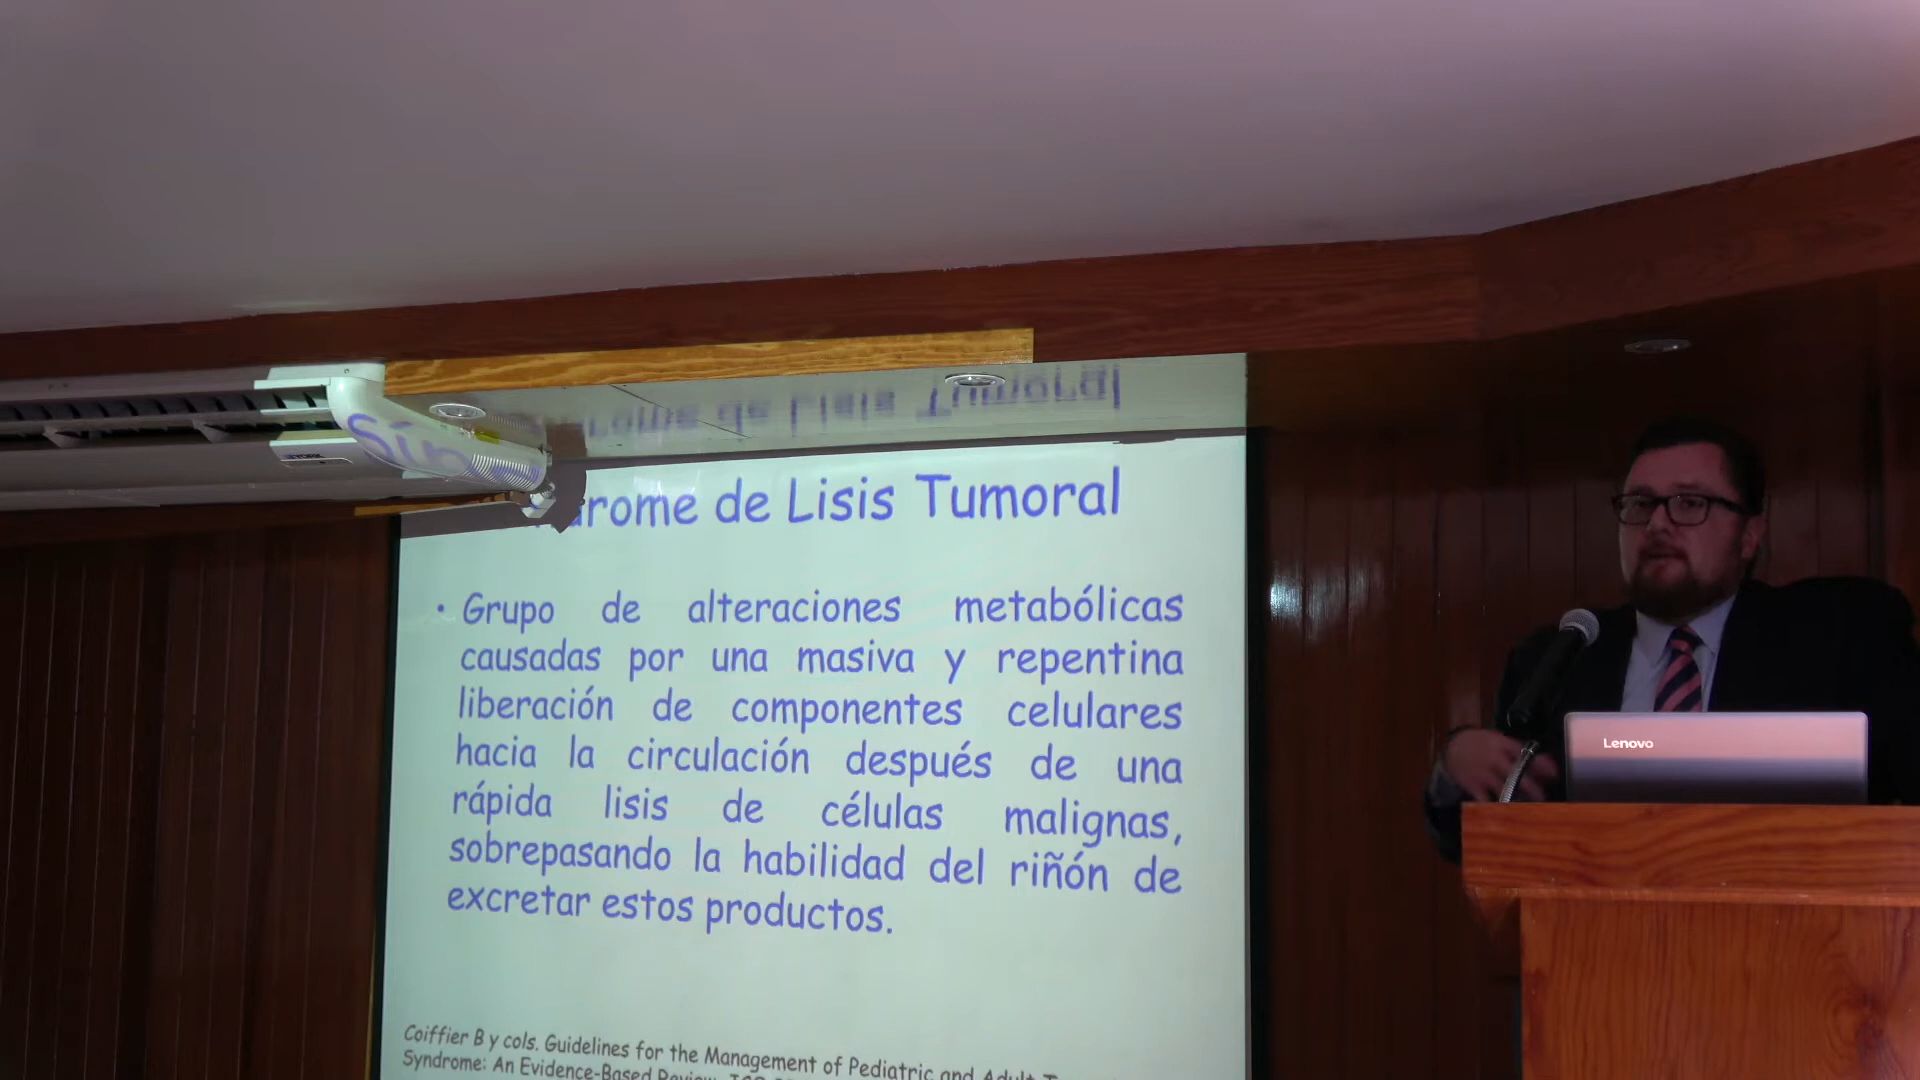 drome de Lisis Tumoral
• Grupo de alteraciones metabólicas
causadas por una masiva y repentina
liberación de componentes celulares
hacia la circulación después de una
rápida lisis de células malignas,
sobrepasando la habilidad del riñón de
excretar estos productos.
Coiffier B y cols. Guidelines for the Management of Pediatric and Adult T
Syndrome: An Evidence-Based Review.
YORK
Lenovo